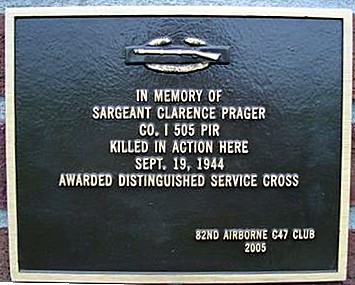 IN MEMORY OF
SARGEANT CLARENCE PRAGER
CO. I 505 PIR
KILLED IN ACTION HERE
SEPT. 19, 1944
AWARDED DISTINGUISHED SERVICE CROSS
82ND AIRBORNE C47 CLUB
2005